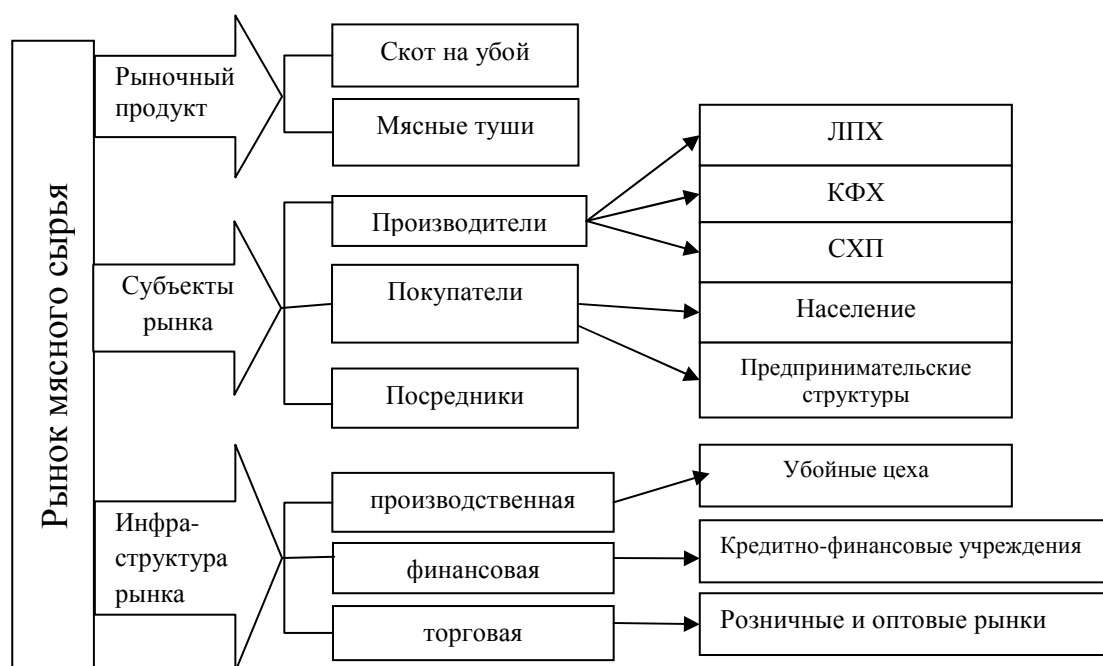 Рынок мясного сырья
Рыночный
продукт
Скот на убой
Мясные туши
Субъекты
рынка
Производители
Покупатели
Посредники
ЛПХ
КФХ
СХП
Население
Предпринимательские
структуры
Инфра-
структура
рынка
производственная
финансовая
торговая
Убойные цеха
Кредитно-финансовые учреждения
Розничные и оптовые рынки